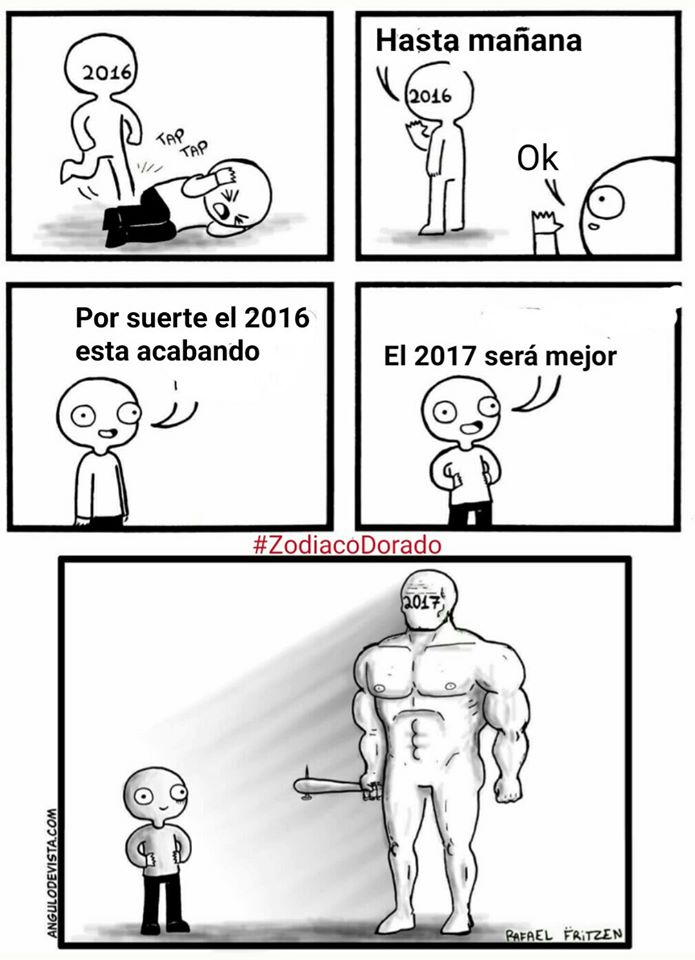 2016
TAP
TAP
Hasta mañana
2016
Ok
Por suerte el 2016
esta acabando
El 2017 será mejor
#ZodiacoDorado
2017
ANGULODEVISTA.COM
RAFAEL FRITZEN